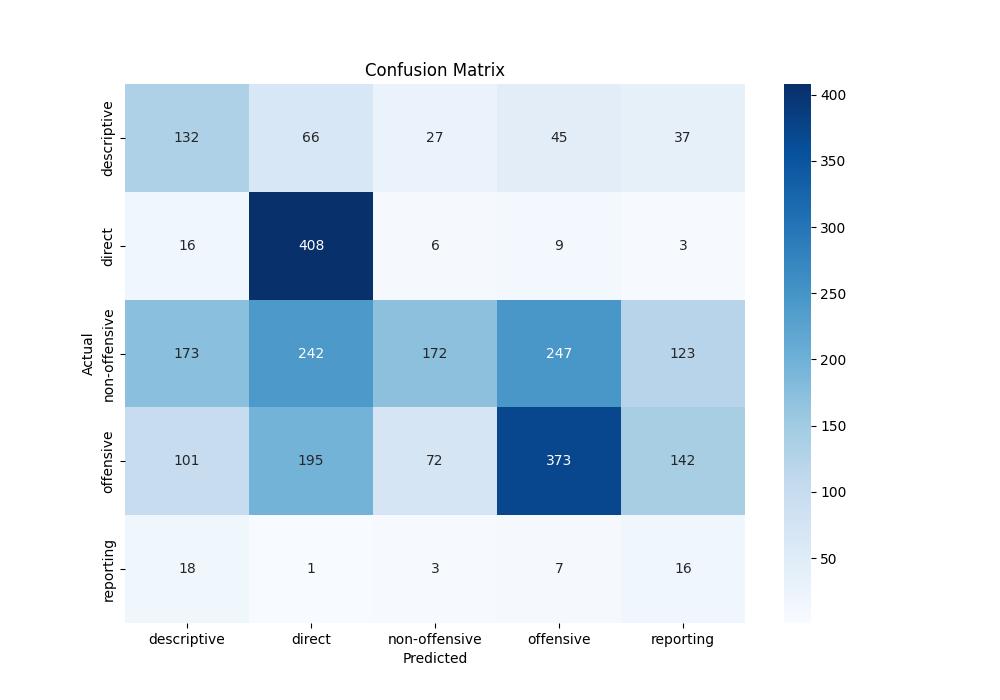 Confusion Matrix
descriptive 132 66 27 45 37
direct 16 408 6 9 3
non-offensive 173 242 172 247 123
offensive 101 195 72 373 142
reporting 18 1 3 7 16
Actual
descriptive direct non-offensive offensive reporting
Predicted
400
350
300
250
200
150
100
50